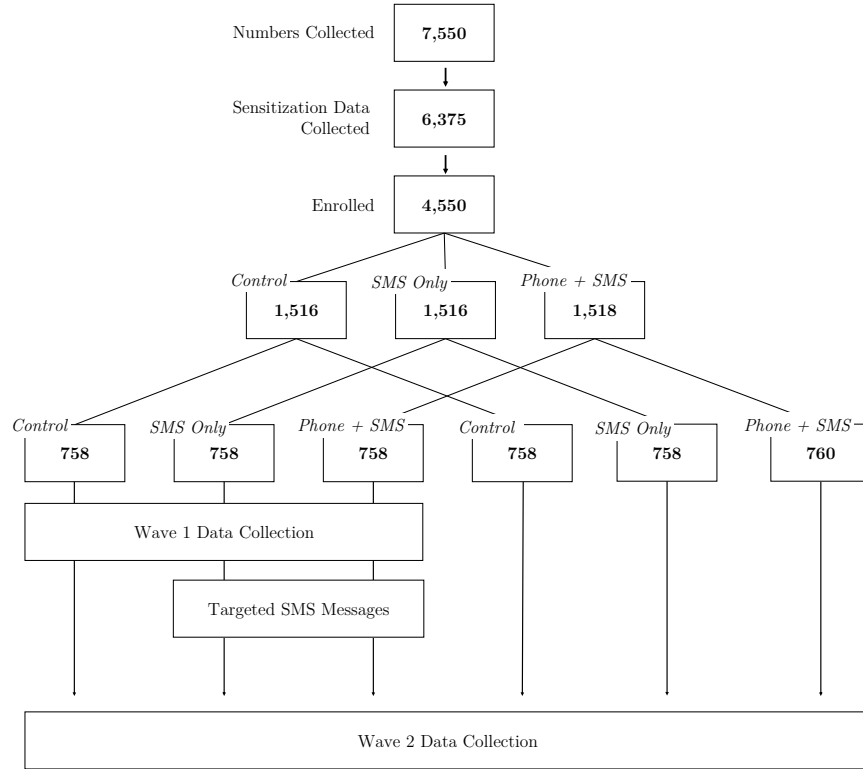 Numbers Collected
7,550
Sensitization Data
Collected
6,375
Enrolled
4,550
Control
SMS Only
Phone + SMS
1,516
1,516
1,518
Control
SMS Only
Phone + SMS
Control
SMS Only
Phone + SMS
758
758
758
758
758
760
Wave 1 Data Collection
Targeted SMS Messages
Wave 2 Data Collection